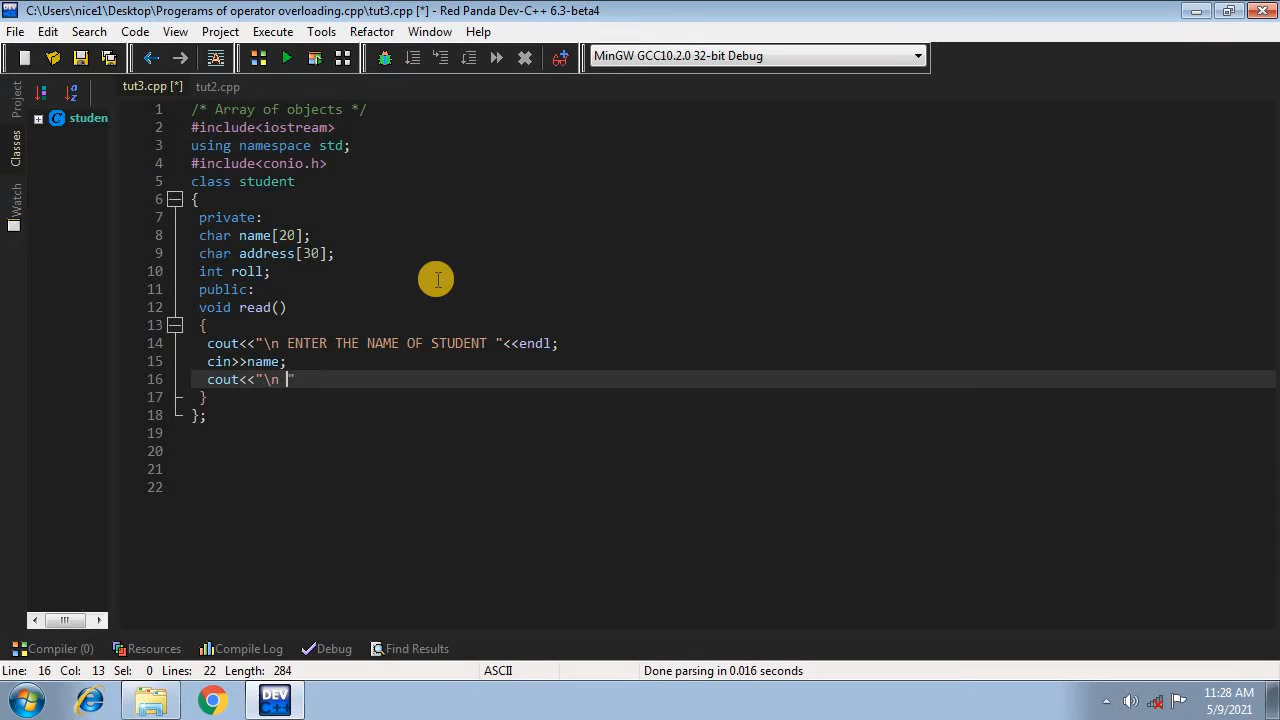 C:\Users\nice1\Desktop\Programs of operator overloading.cpp\tut3.cpp [*] - Red Panda Dev-C++ 6.3-beta4
File Edit Search Code View Project Execute Tools Refactor Window Help
MinGW GCC10.2.0 32-bit Debug
Project
Classes
Watch
studen
tut3.cpp [*] tut2.cpp
1 /* Array of objects */
2 #include<iostream>
3 using namespace std;
4 #include<conio.h>
5 class student
6 {
7 private:
8 char name[20];
9 char address[30];
10 int roll;
11 public:
12 void read()
13 {
14 cout<<"\n ENTER THE NAME OF STUDENT "<<endl;
15 cin>>name;
16 cout<<"\n "
17 }
18 };
19
20
21
22
Compiler (0) Resources Compile Log Debug Find Results
Line: 16 Col: 13 Sel: 0 Lines: 22 Length: 284 ASCII Done parsing in 0.016 seconds
DEV C++
11:28 AM
5/9/2021